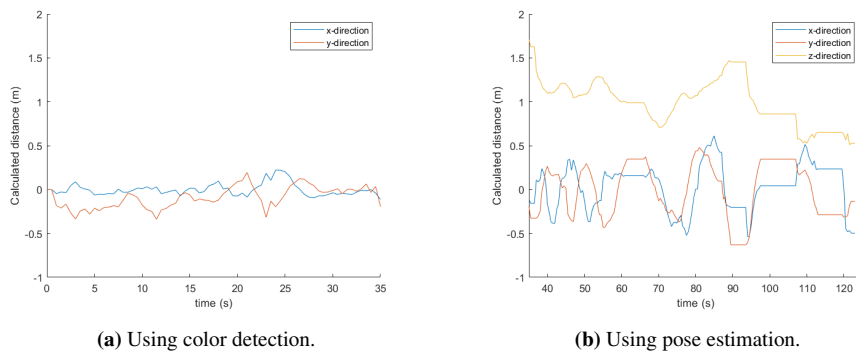 2
1.5
1
0.5
0
-0.5
-1
Calculated distance (m)
x-direction
y-direction
0
5
10
15
20
25
30
35
time (s)
(a) Using color detection.
2
1.5
1
0.5
0
-0.5
-1
Calculated distance (m)
x-direction
y-direction
z-direction
40
50
60
70
80
90
100
110
120
time (s)
(b) Using pose estimation.